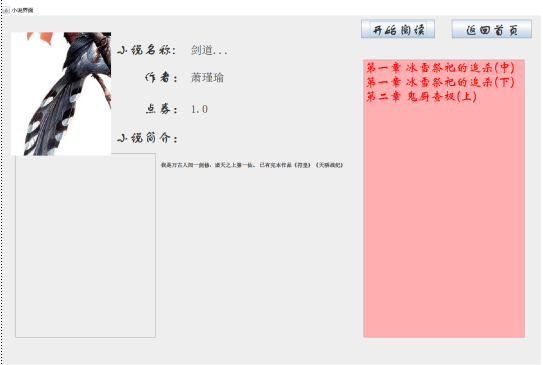 小说界面
开始阅读 返回首页
小说名称: 剑道...
作者: 萧瑾瑜
点券: 1.0
小说简介:
我是万古人间一剑修，诸天之上第一仙。 已有完本作品《符皇》《天骄战纪》
第一章 冰雪祭祀的追杀(中)
第一章 冰雪祭祀的追杀(下)
第二章 鬼厨查极(上)